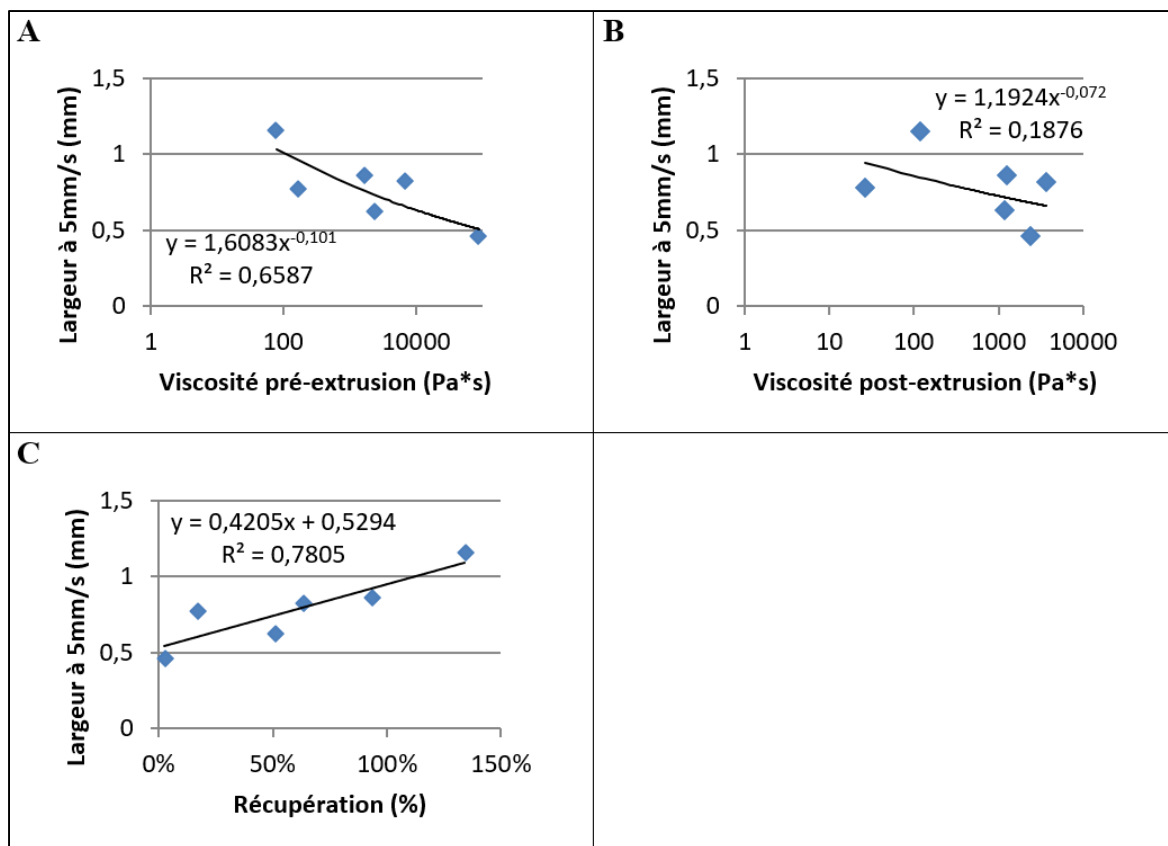 A
Largeur à 5mm/s (mm)
1,5
1
0,5
0
y = 1,6083x^-0,101
R² = 0,6587
1 100 10000
Viscosité pré-extrusion (Pa*s)
B
Largeur à 5mm/s (mm)
1,5
1
0,5
0
y = 1,1924x^-0,072
R² = 0,1876
1 10 100 1000 10000
Viscosité post-extrusion (Pa*s)
C
Largeur à 5mm/s (mm)
1,5
1
0,5
0
y = 0,4205x + 0,5294
R² = 0,7805
0% 50% 100% 150%
Récupération (%)